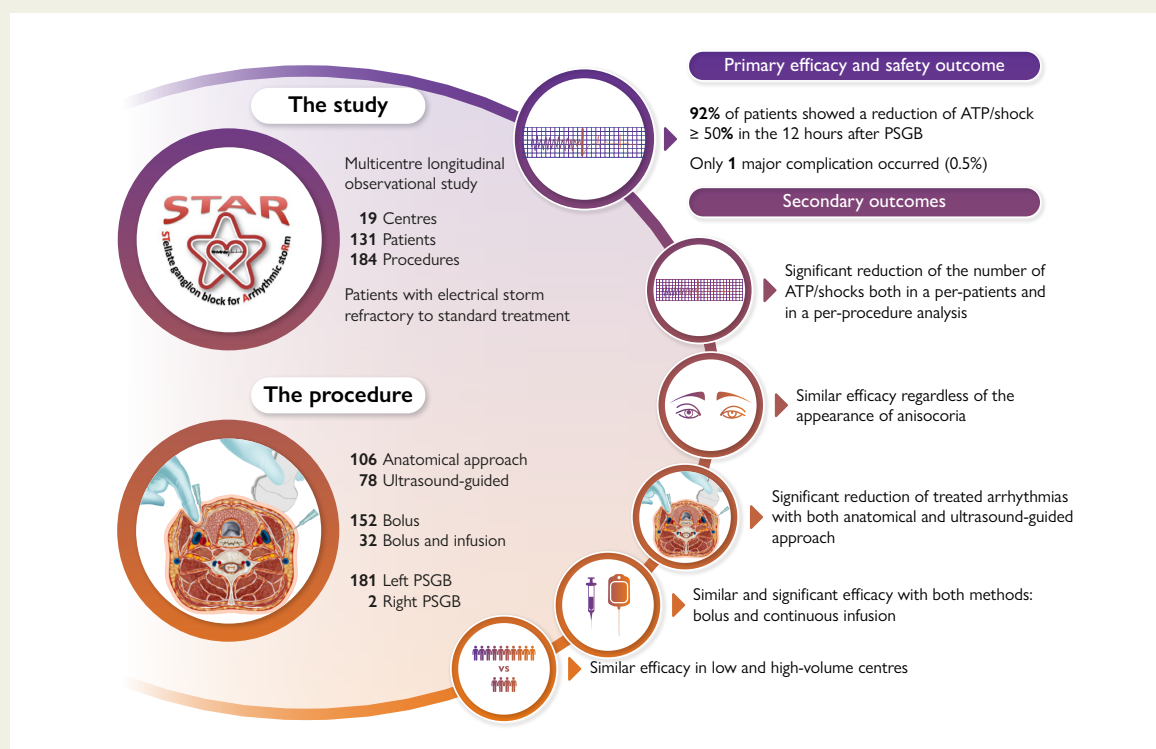 The study
STAR
STellate ganglion block for Arrhythmic stoRm
Multicentre longitudinal
observational study
19 Centres
131 Patients
184 Procedures
Patients with electrical storm
refractory to standard treatment
The procedure
106 Anatomical approach
78 Ultrasound-guided
152 Bolus
32 Bolus and infusion
181 Left PSGB
2 Right PSGB
Primary efficacy and safety outcome
92% of patients showed a reduction of ATP/shock
≥ 50% in the 12 hours after PSGB
Only 1 major complication occurred (0.5%)
Secondary outcomes
Significant reduction of the number of
ATP/shocks both in a per-patients and
in a per-procedure analysis
Similar efficacy regardless of the
appearance of anisocoria
Significant reduction of treated arrhythmias
with both anatomical and ultrasound-guided
approach
Similar and significant efficacy with both methods:
bolus and continuous infusion
vs
Similar efficacy in low and high-volume centres